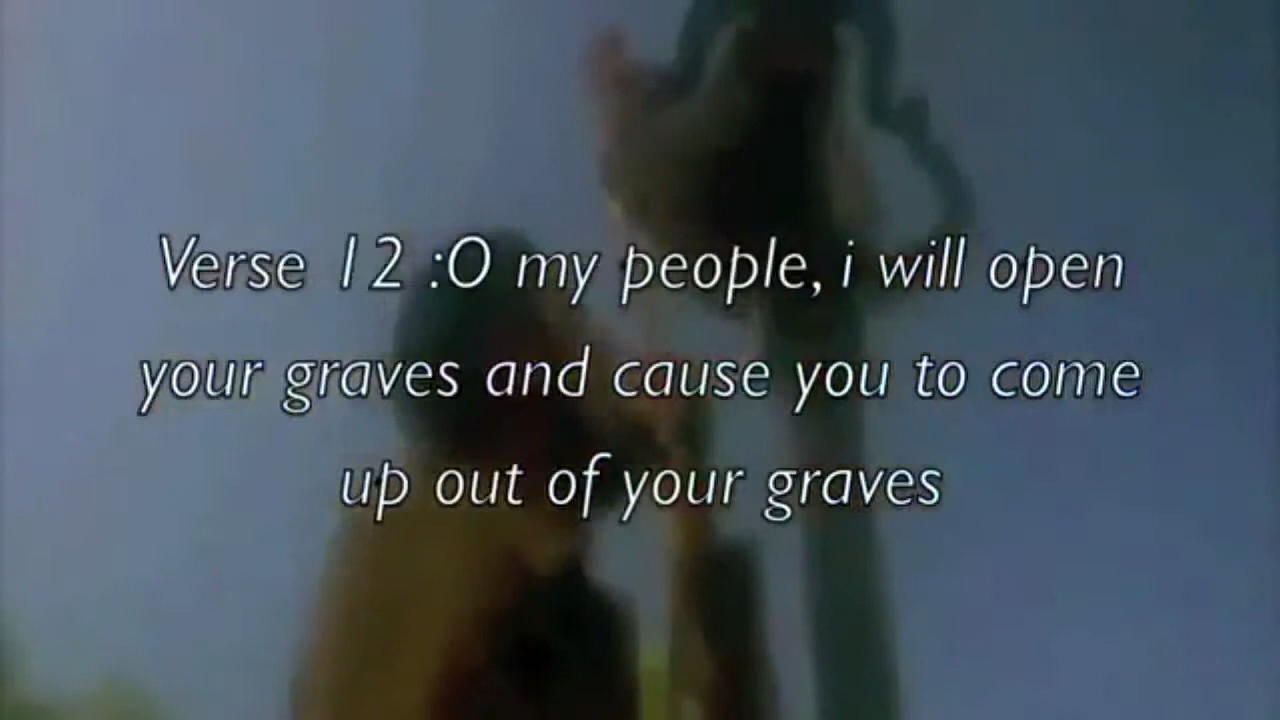 Verse 12 :O my people, i will open
your graves and cause you to come
up out of your graves